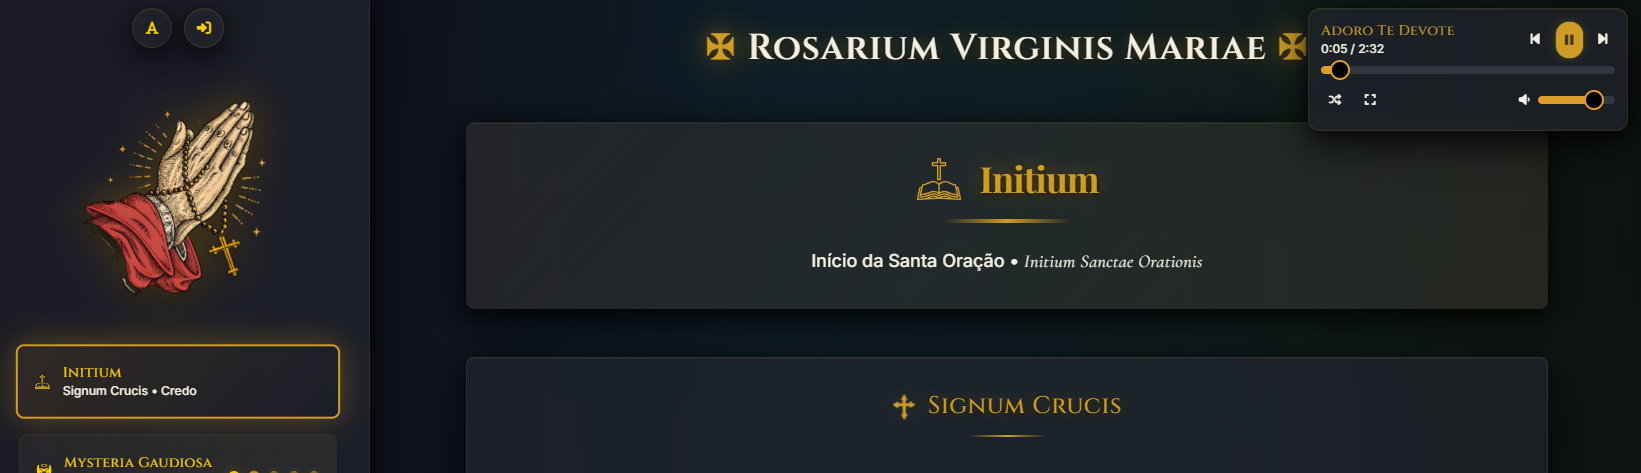 A
✠ Rosarium Virginis Mariae ✠
Adoro Te Devote
0:05 / 2:32
Initium
Início da Santa Oração • Initium Sanctae Orationis
Initium
Signum Crucis • Credo
Signum Crucis
Mysteria Gaudiosa